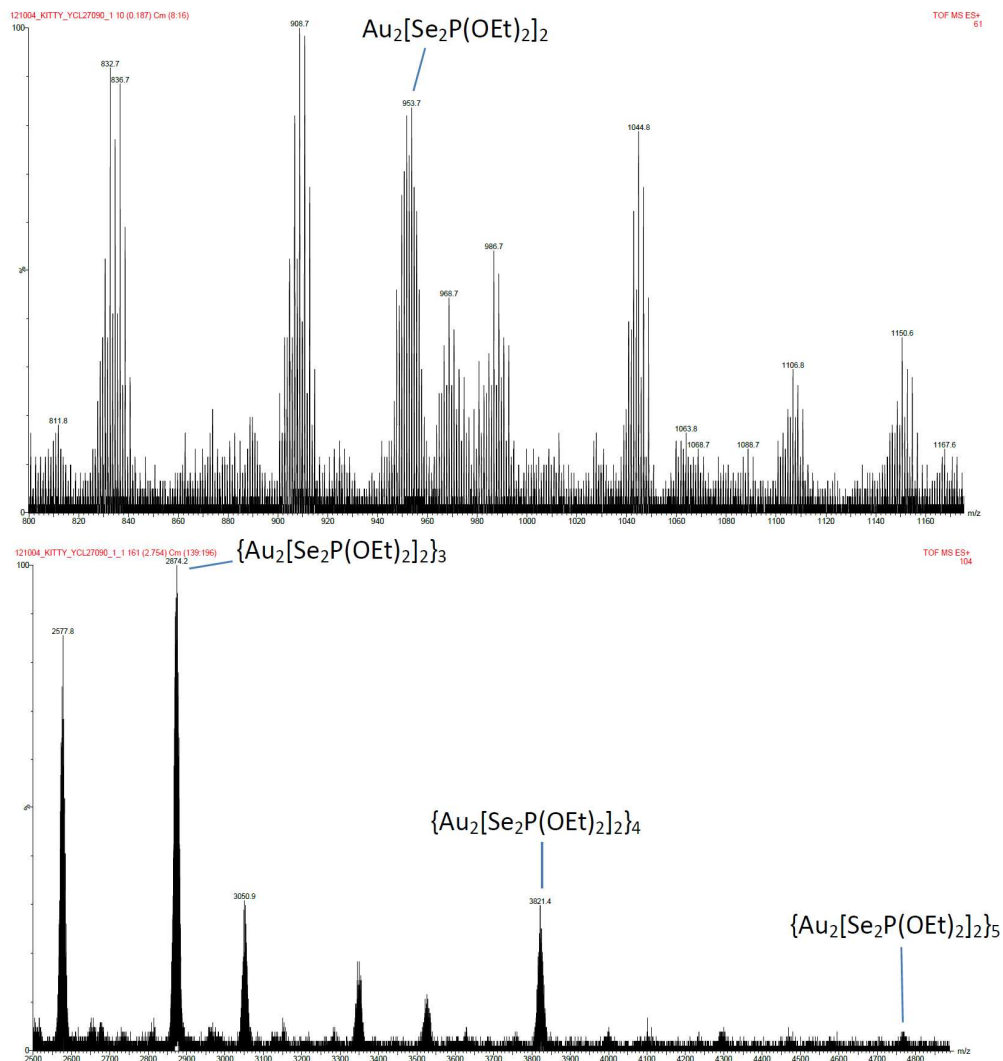 121004_KITTY_YCL27090_1 10 (0.187) Cm (8:16)
TOF MS ES+
61
Au₂[Se₂P(OEt)₂]₂
100
%
0
832.7
836.7
908.7
953.7
1044.8
986.7
968.7
1150.6
1106.8
811.8
1063.8
1068.7
1088.7
1167.6
800 820 840 860 880 900 920 940 960 980 1000 1020 1040 1060 1080 1100 1120 1140 1160 m/z
121004_KITTY_YCL27090_1_1 161 (2.754) Cm (139:196)
{Au₂[Se₂P(OEt)₂]₂}₃
TOF MS ES+
104
100
%
0
2874.2
2577.8
{Au₂[Se₂P(OEt)₂]₂}₄
3050.9
3821.4
{Au₂[Se₂P(OEt)₂]₂}₅
2500 2600 2700 2800 2900 3000 3100 3200 3300 3400 3500 3600 3700 3800 3900 4000 4100 4200 4300 4400 4500 4600 4700 4800 m/z